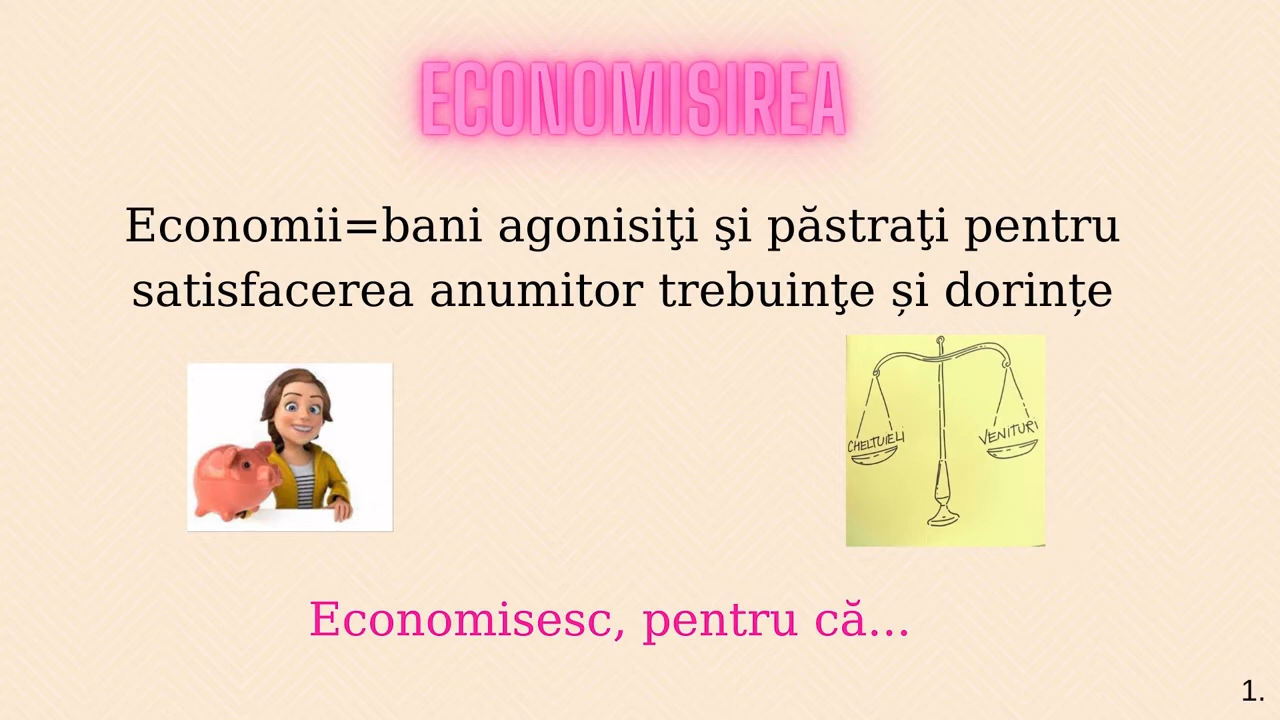 ECONOMISIREA
Economii=bani agonisiţi şi păstraţi pentru
satisfacerea anumitor trebuinţe și dorințe
CHELTUIELI
VENITURI
Economisesc, pentru că...
1.